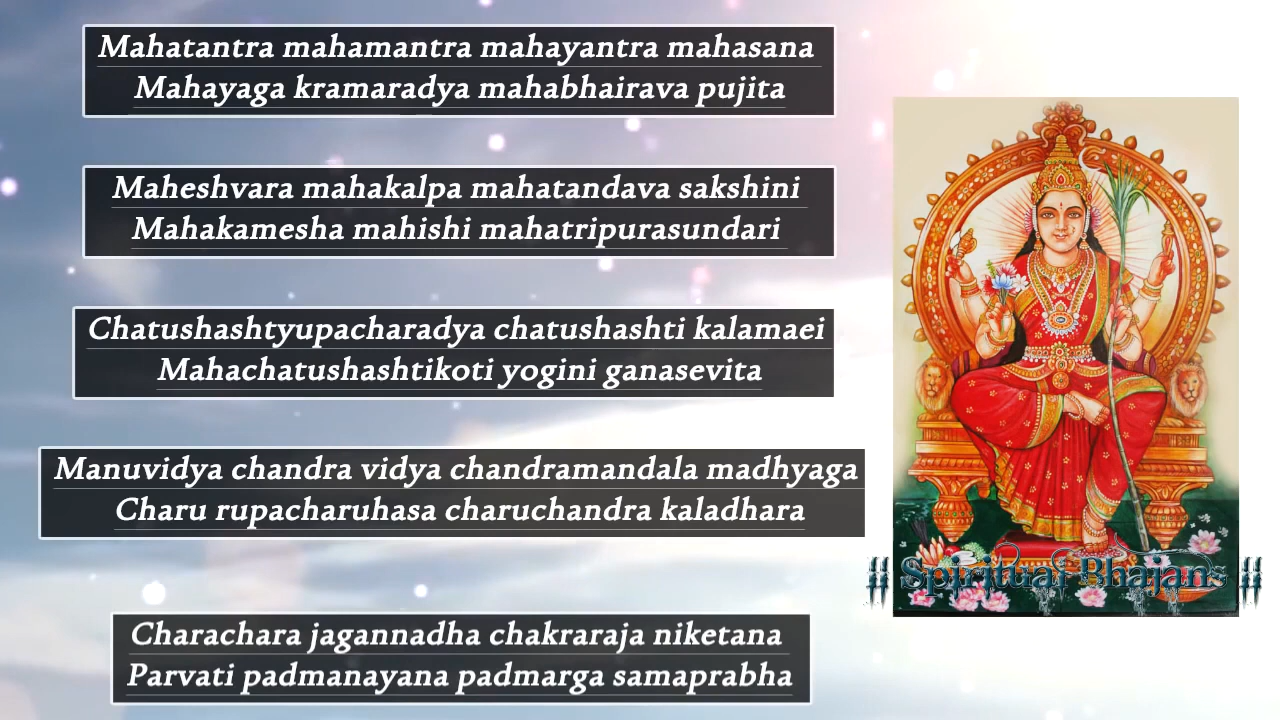 Mahatantra mahamantra mahayantra mahasana
Mahayaga kramaradya mahabhairava pujita
Maheshvara mahakalpa mahatandava sakshini
Mahakamesha mahishi mahatripurasundari
Chatushashtyupacharadya chatushashti kalamaei
Mahachatushashtikoti yogini ganasevita
Manuvidya chandra vidya chandramandala madhyaga
Charu rupacharuhasa charuchandra kaladhara
Charachara jagannadha chakraraja niketana
Parvati padmanayana padmarga samaprabha
|| Spiritual Bhajans ||